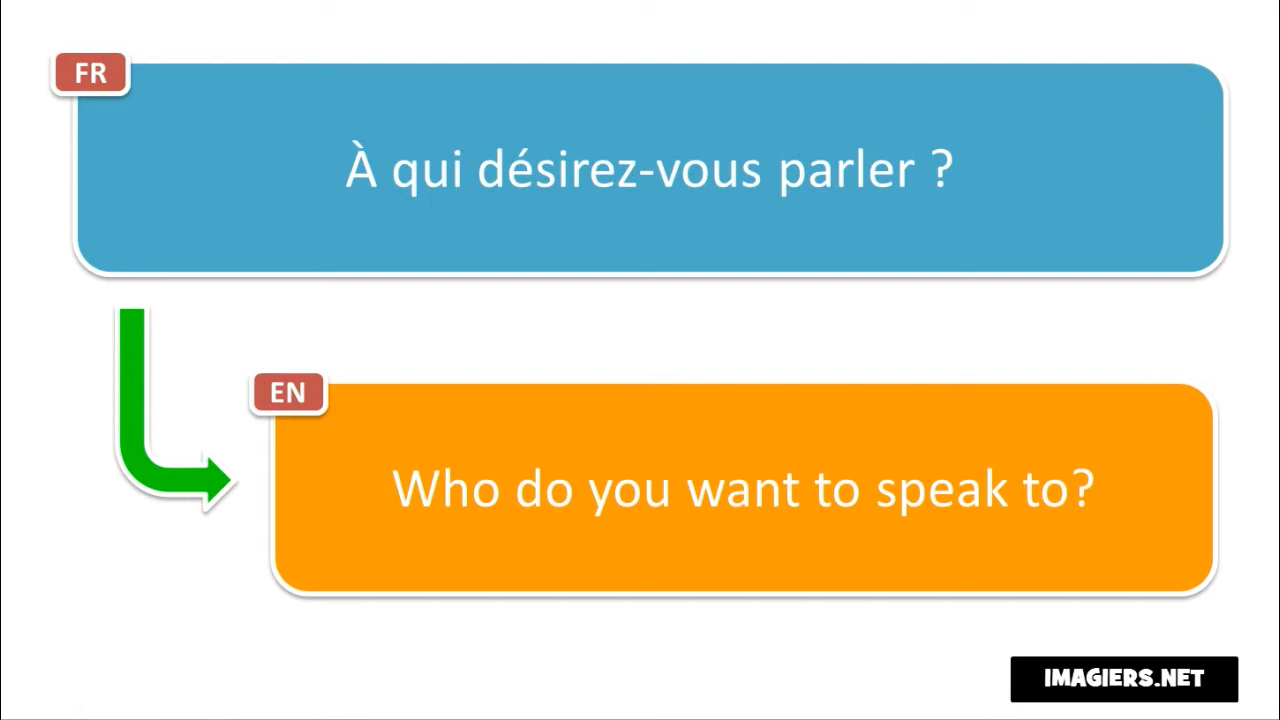 FR
À qui désirez-vous parler ?
EN
Who do you want to speak to?
IMAGIERS.NET